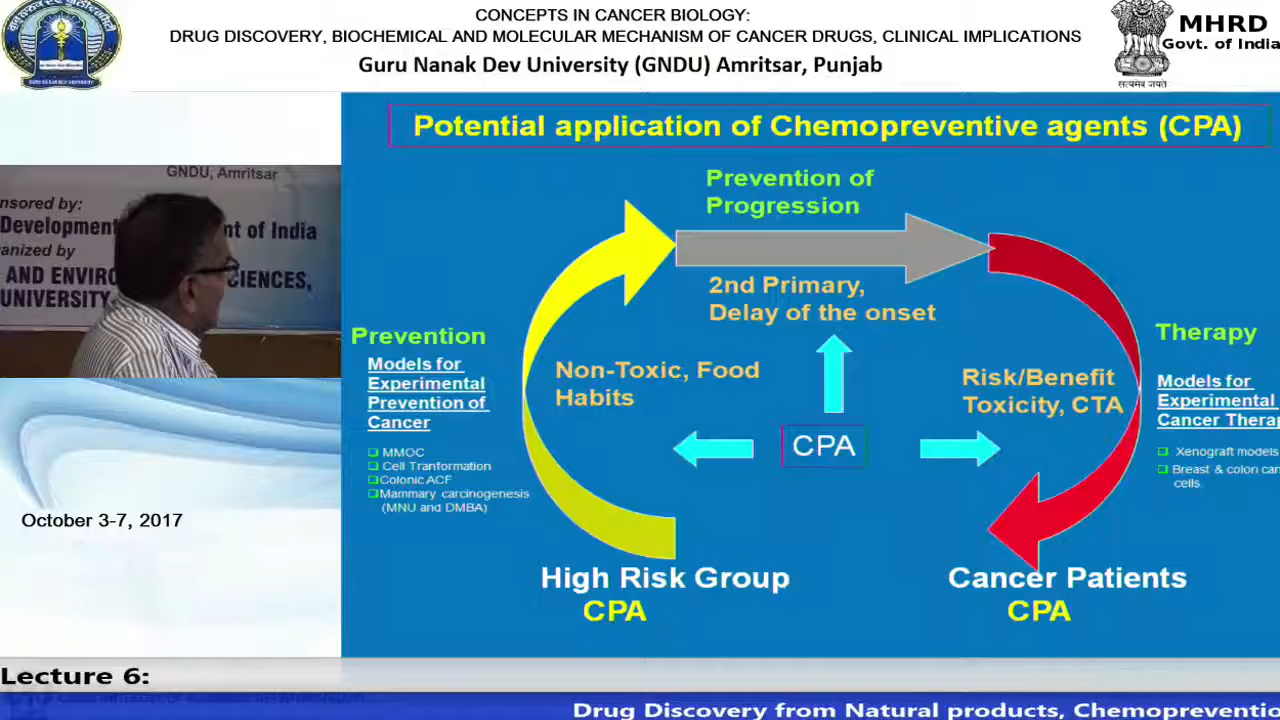 CONCEPTS IN CANCER BIOLOGY:
DRUG DISCOVERY, BIOCHEMICAL AND MOLECULAR MECHANISM OF CANCER DRUGS, CLINICAL IMPLICATIONS
Guru Nanak Dev University (GNDU) Amritsar, Punjab
MHRD
Govt. of India
सत्यमेव जयते
Potential application of Chemopreventive agents (CPA)
GNDU, Amritsar
nsored by:
Development nt of India
anized by
AND ENVIRO CIENCES,
UNIVERSITY
Prevention of
Progression
2nd Primary,
Delay of the onset
Prevention
Models for
Experimental
Prevention of
Cancer
MMOC
Cell Tranformation
Colonic ACF
Mammary carcinogenesis
(MNU and DMBA)
Non-Toxic, Food
Habits
CPA
Risk/Benefit
Toxicity, CTA
Therapy
Models for
Experimental
Cancer Therap
Xenograft models
Breast & colon can
cells
High Risk Group
CPA
Cancer Patients
CPA
October 3-7, 2017
Lecture 6:
Drug Discovery from Natural products, Chemopreventio